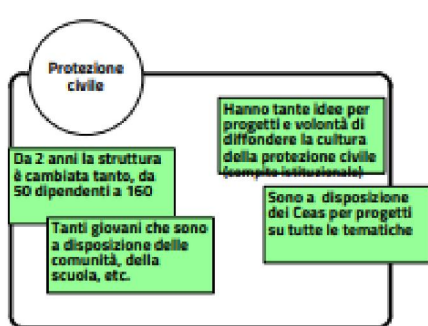 Protezione
civile
Hanno tante idee per
progetti e volontà di
diffondere la cultura
della protezione civile
(compito istituzionale)
Da 2 anni la struttura
è cambiata tanto, da
50 dipendenti a 160
Sono a disposizione
dei Ceas per progetti
su tutte le tematiche
Tanti giovani che sono
a disposizione delle
comunità, della
scuola, etc.